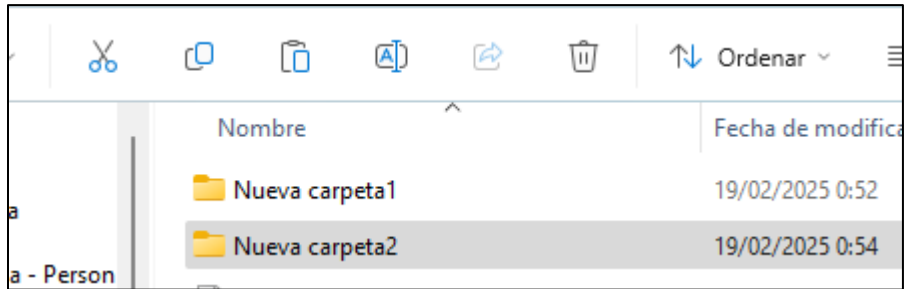 Ordenar
Nombre
Fecha de modifica
Nueva carpeta1
19/02/2025 0:52
a
Nueva carpeta2
19/02/2025 0:54
a - Person